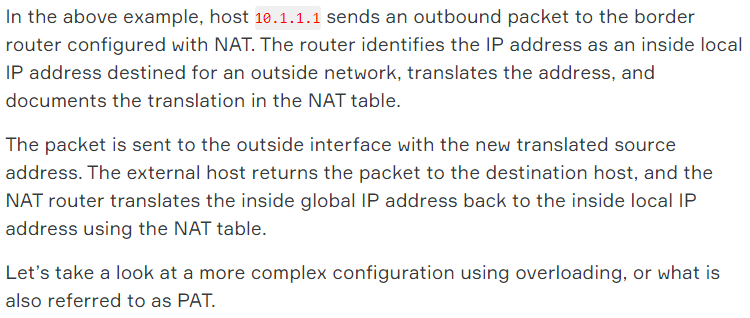 In the above example, host 10.1.1.1 sends an outbound packet to the border
router configured with NAT. The router identifies the IP address as an inside local
IP address destined for an outside network, translates the address, and
documents the translation in the NAT table.
The packet is sent to the outside interface with the new translated source
address. The external host returns the packet to the destination host, and the
NAT router translates the inside global IP address back to the inside local IP
address using the NAT table.
Let’s take a look at a more complex configuration using overloading, or what is
also referred to as PAT.